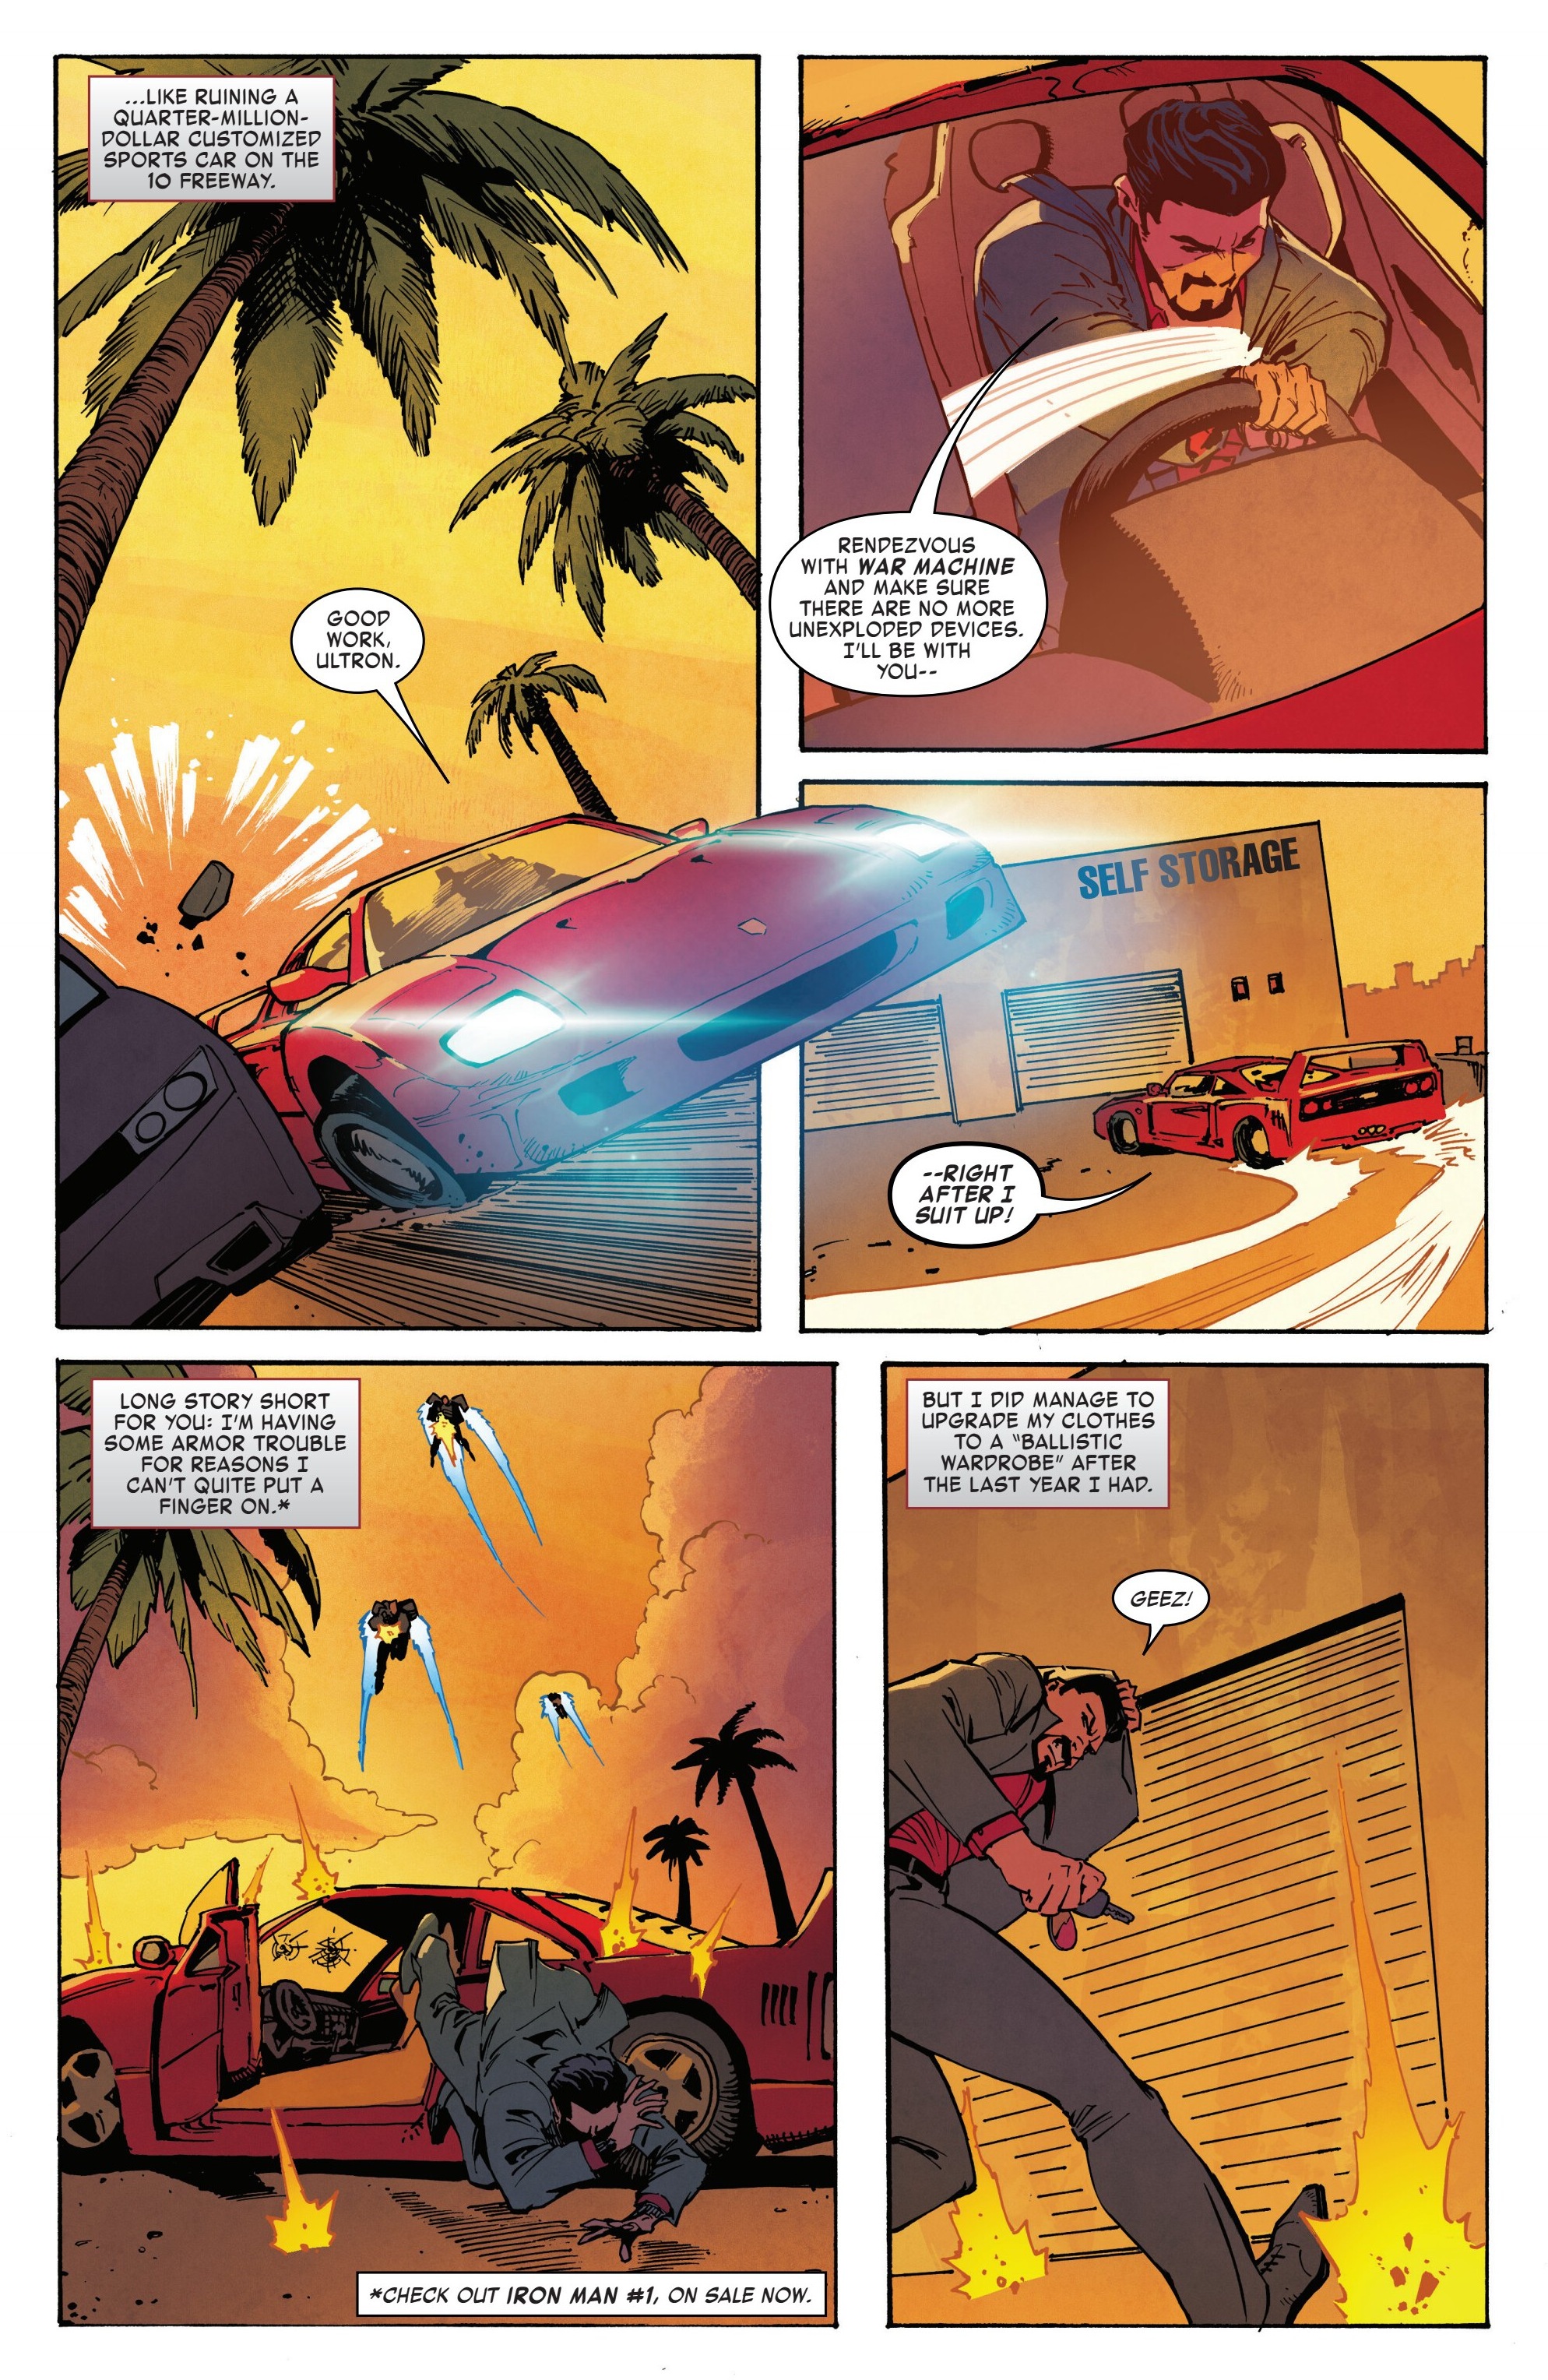 ...LIKE RUINING A
QUARTER-MILLION-
DOLLAR CUSTOMIZED
SPORTS CAR ON THE
10 FREEWAY.
GOOD
WORK,
ULTRON.
RENDEZVOUS
WITH WAR MACHINE
AND MAKE SURE
THERE ARE NO MORE
UNEXPLODED DEVICES.
I'LL BE WITH
YOU--
SELF STORAGE
--RIGHT
AFTER I
SUIT UP!
LONG STORY SHORT
FOR YOU: I'M HAVING
SOME ARMOR TROUBLE
FOR REASONS I
CAN'T QUITE PUT A
FINGER ON.*
*CHECK OUT IRON MAN #1, ON SALE NOW.
BUT I DID MANAGE TO
UPGRADE MY CLOTHES
TO A "BALLISTIC
WARDROBE" AFTER
THE LAST YEAR I HAD.
GEEZ!